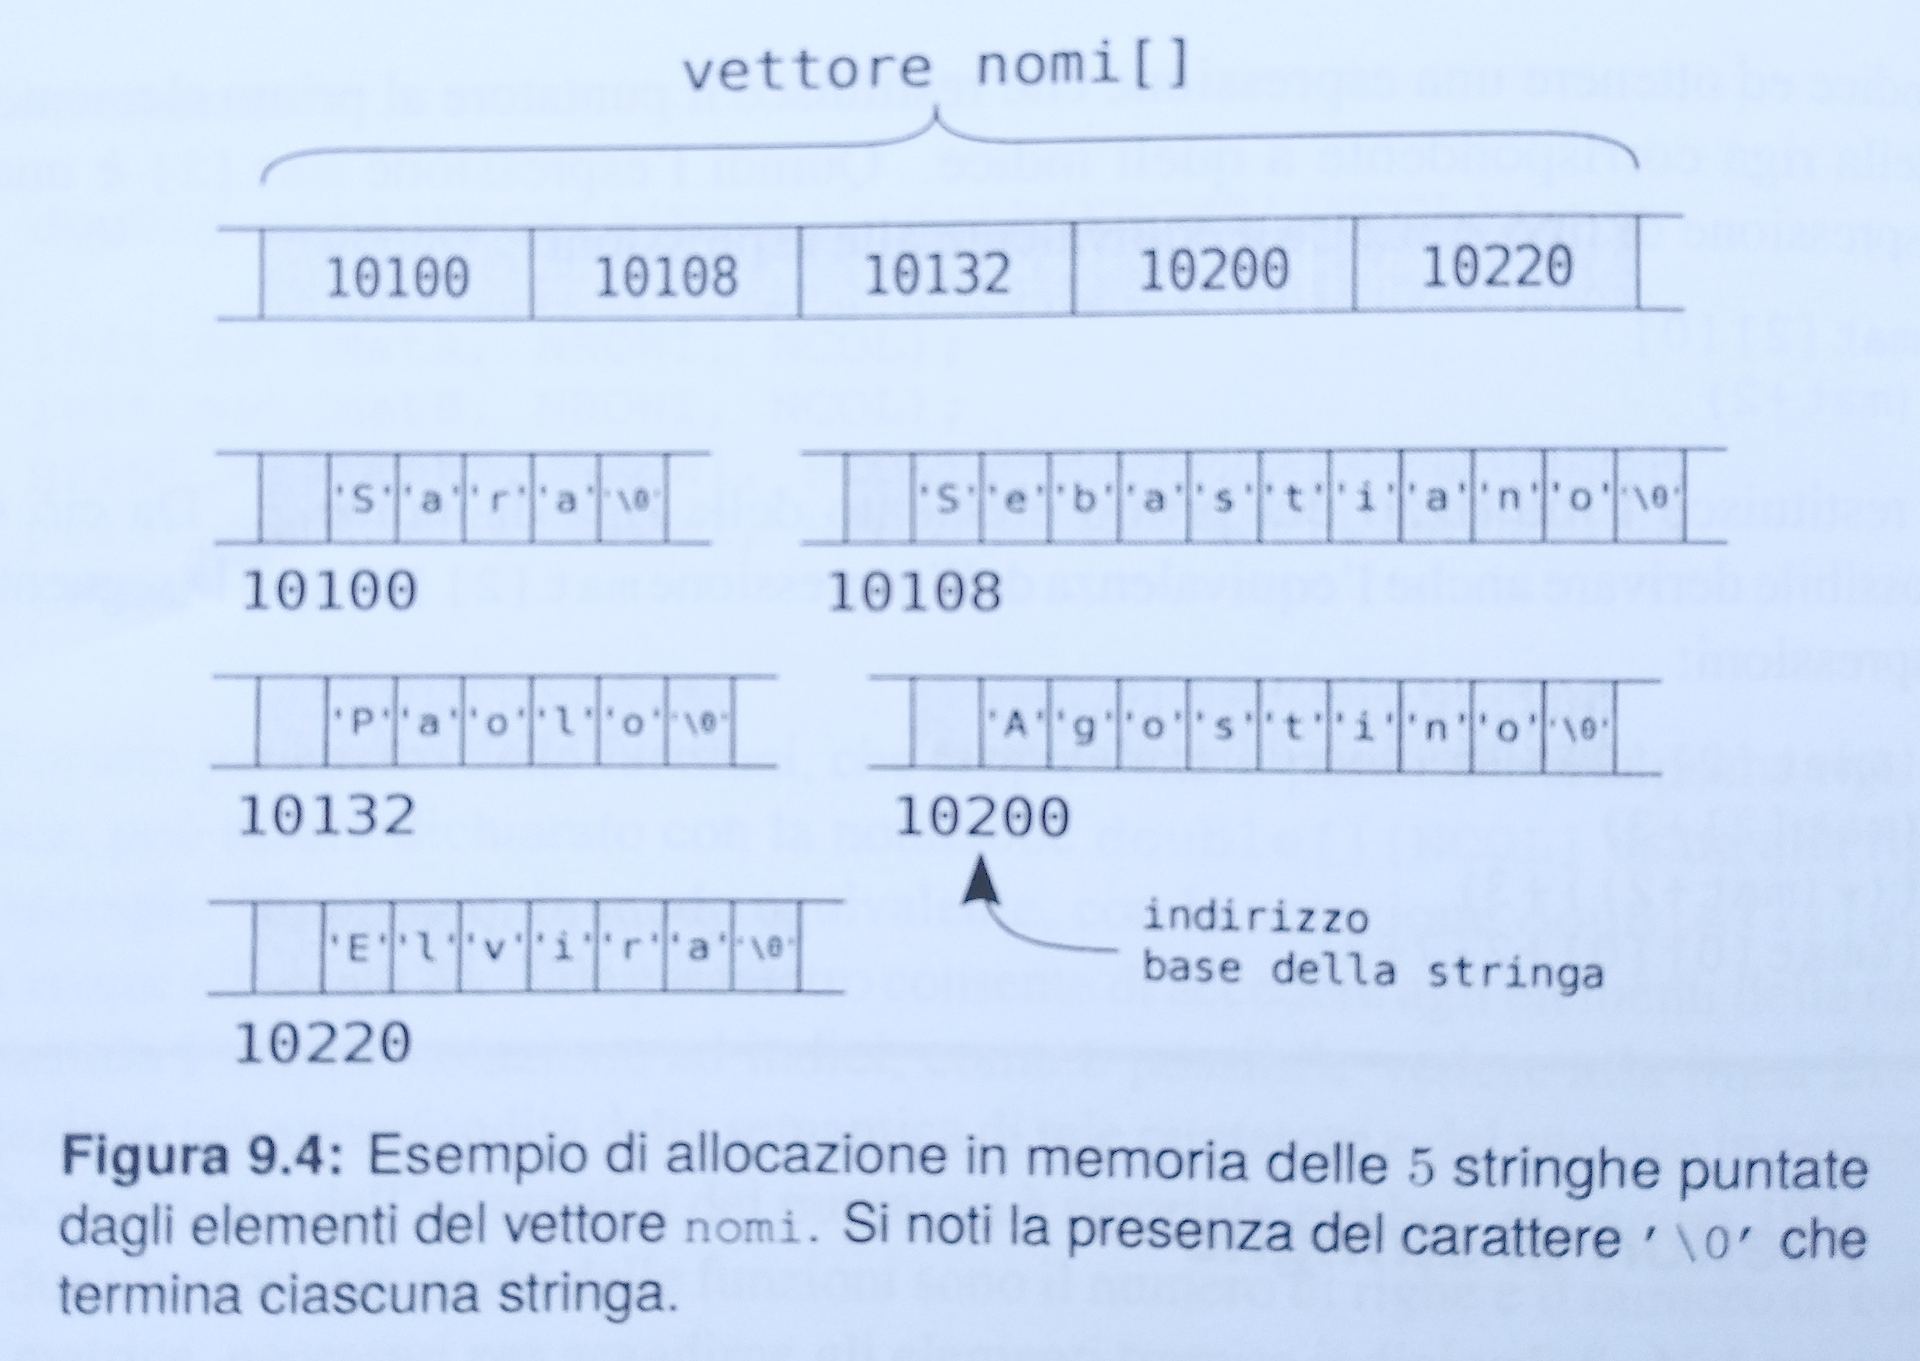 vettore nomi[]
10100 10108 10132 10200 10220
'S' 'a' 'r' 'a' '\0'
10100
'S' 'e' 'b' 'a' 's' 't' 'i' 'a' 'n' 'o' '\0'
10108
'P' 'a' 'o' 'l' 'o' '\0'
10132
'A' 'g' 'o' 's' 't' 'i' 'n' 'o' '\0'
10200
indirizzo
base della stringa
'E' 'l' 'v' 'i' 'r' 'a' '\0'
10220
Figura 9.4: Esempio di allocazione in memoria delle 5 stringhe puntate
dagli elementi del vettore nomi. Si noti la presenza del carattere '\0' che
termina ciascuna stringa.